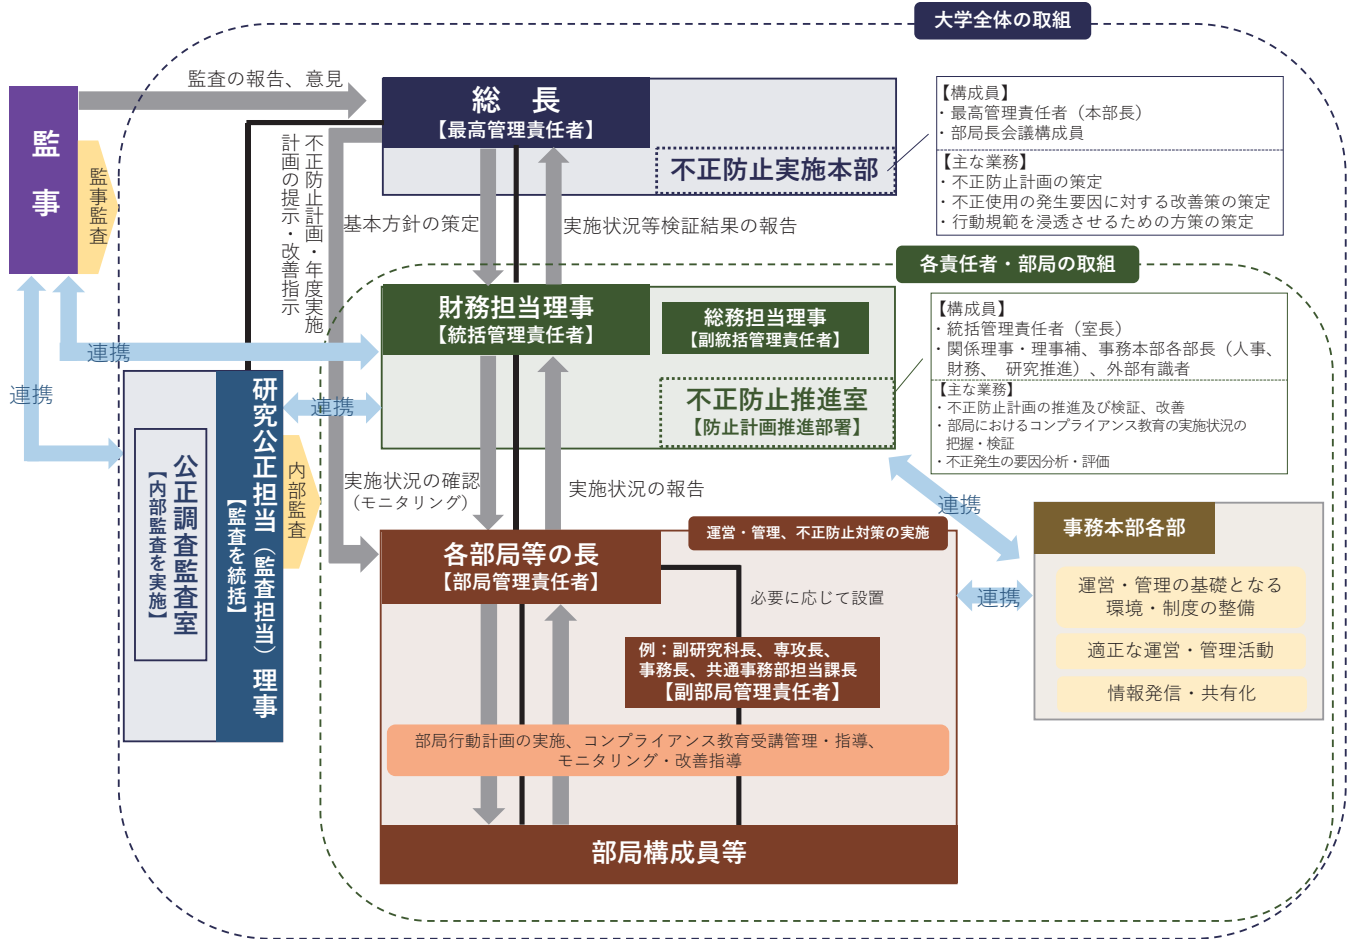 大学全体の取組
監査の報告、意見
監事
監事監査
総　長
【最高管理責任者】
不正防止実施本部
【構成員】
・最高管理責任者（本部長）
・部局長会議構成員
【主な業務】
・不正防止計画の策定
・不正使用の発生要因に対する改善策の策定
・行動規範を浸透させるための方策の策定
不正防止計画・年度実施
計画の提示・改善指示
基本方針の策定
実施状況等検証結果の報告
各責任者・部局の取組
財務担当理事
【統括管理責任者】
総務担当理事
【副統括管理責任者】
不正防止推進室
【防止計画推進部署】
【構成員】
・統括管理責任者（室長）
・関係理事・理事補、事務本部各部長（人事、
財務、 研究推進）、外部有識者
【主な業務】
・不正防止計画の推進及び検証、改善
・部局におけるコンプライアンス教育の実施状況の
把握・検証
・不正発生の要因分析・評価
連携
連携
連携
研究公正担当（監査担当）理事
【監査を統括】
公正調査監査室
【内部監査を実施】
内部監査
実施状況の確認
（モニタリング）
実施状況の報告
連携
事務本部各部
運営・管理の基礎となる
環境・制度の整備
適正な運営・管理活動
情報発信・共有化
連携
運営・管理、不正防止対策の実施
各部局等の長
【部局管理責任者】
必要に応じて設置
例：副研究科長、専攻長、
事務長、共通事務部担当課長
【副部局管理責任者】
部局行動計画の実施、コンプライアンス教育受講管理・指導、
モニタリング・改善指導
部局構成員等